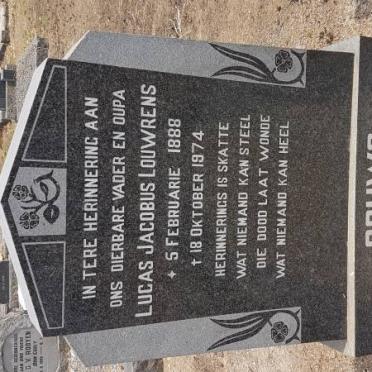 IN TERE HERINNERING AAN
ONS DIERBARE VADER EN OUPA
LUCAS JACOBUS LOUWRENS
* 5 FEBRUARIE 1888
† 18 OKTOBER 1974
HERINNERINGS IS SKATTE
WAT NIEMAND KAN STEEL
DIE DOOD LAAT WONDE
WAT NIEMAND KAN HEEL